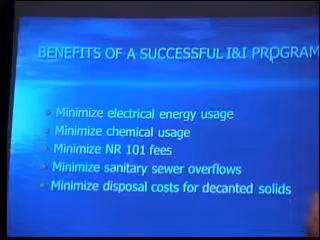 BENEFITS OF A SUCCESSFUL I&I PROGRAM
Minimize electrical energy usage
Minimize chemical usage
Minimize NR 101 fees
Minimize sanitary sewer overflows
Minimize disposal costs for decanted solids